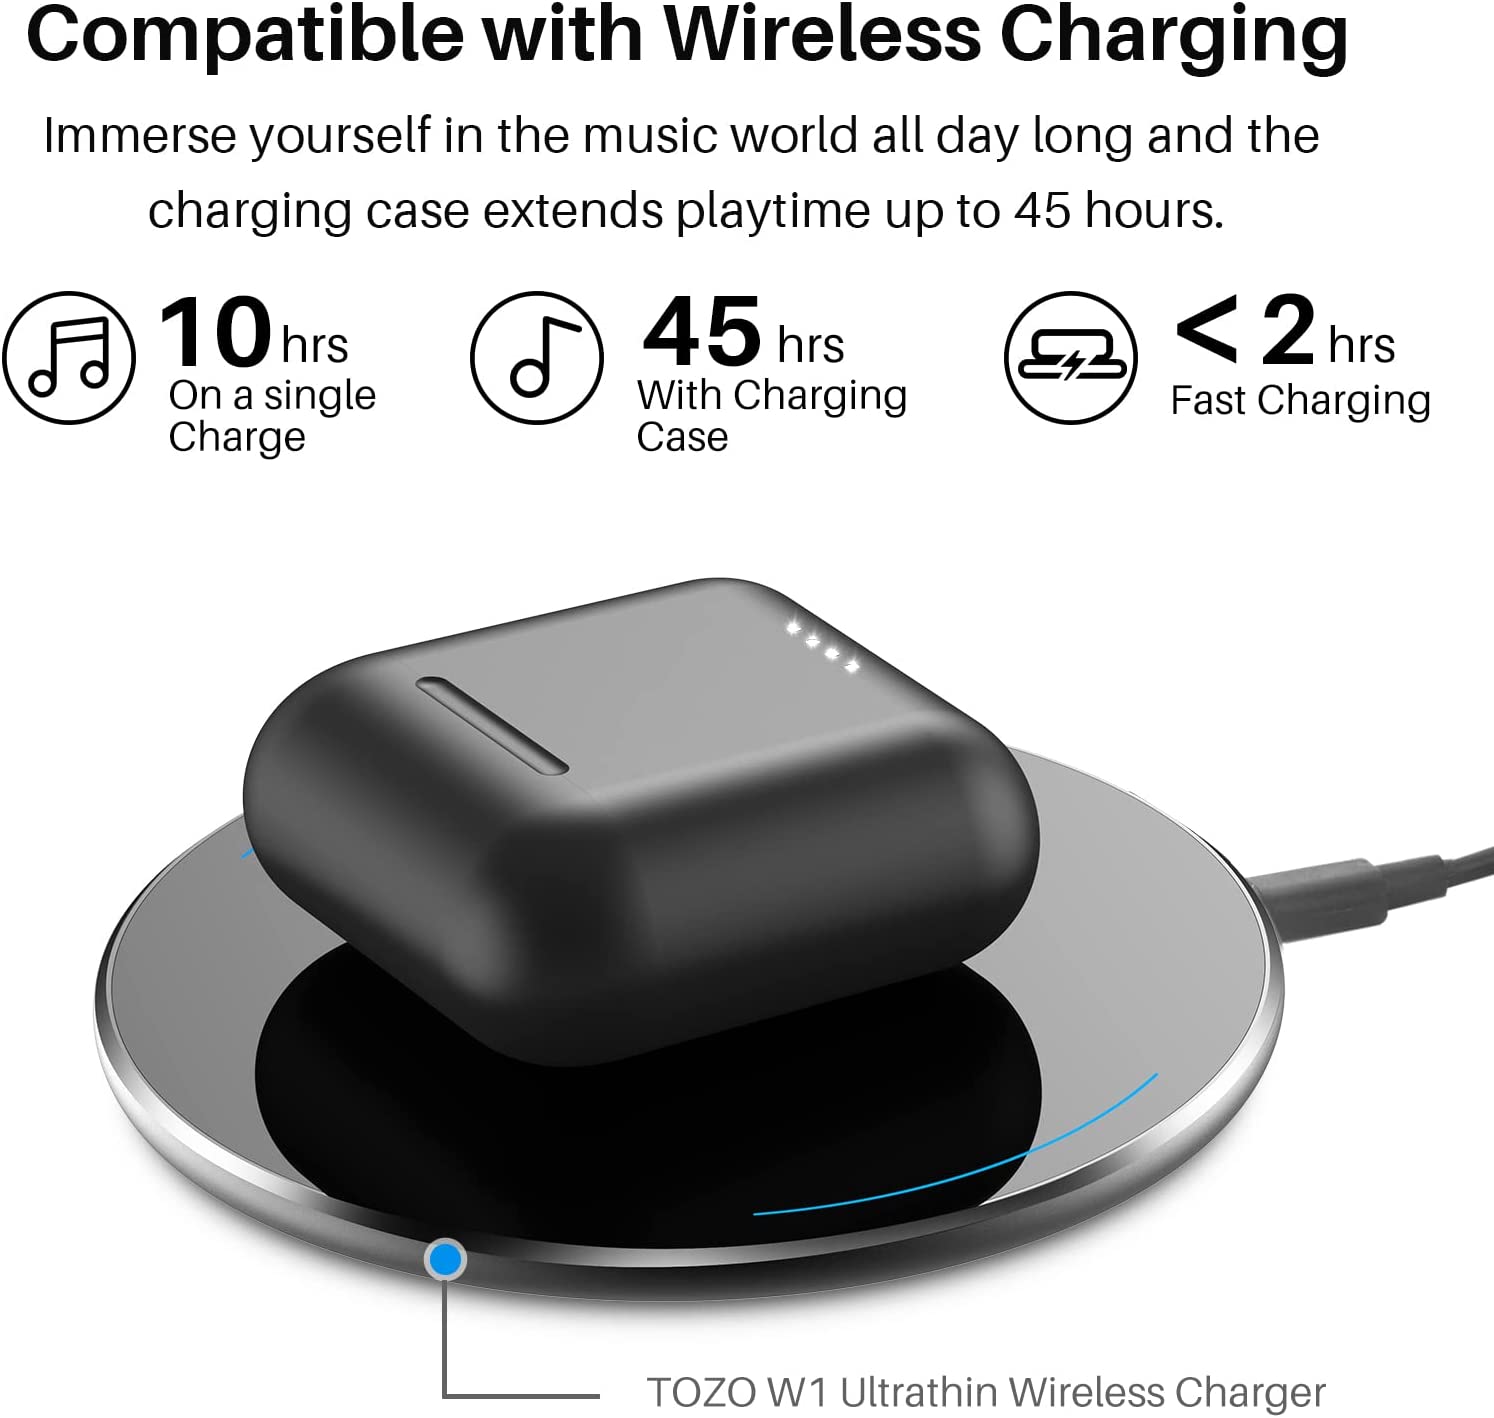 Compatible with Wireless Charging
Immerse yourself in the music world all day long and the
charging case extends playtime up to 45 hours.
10 hrs
On a single
Charge
45 hrs
With Charging
Case
< 2 hrs
Fast Charging
TOZO W1 Ultrathin Wireless Charger